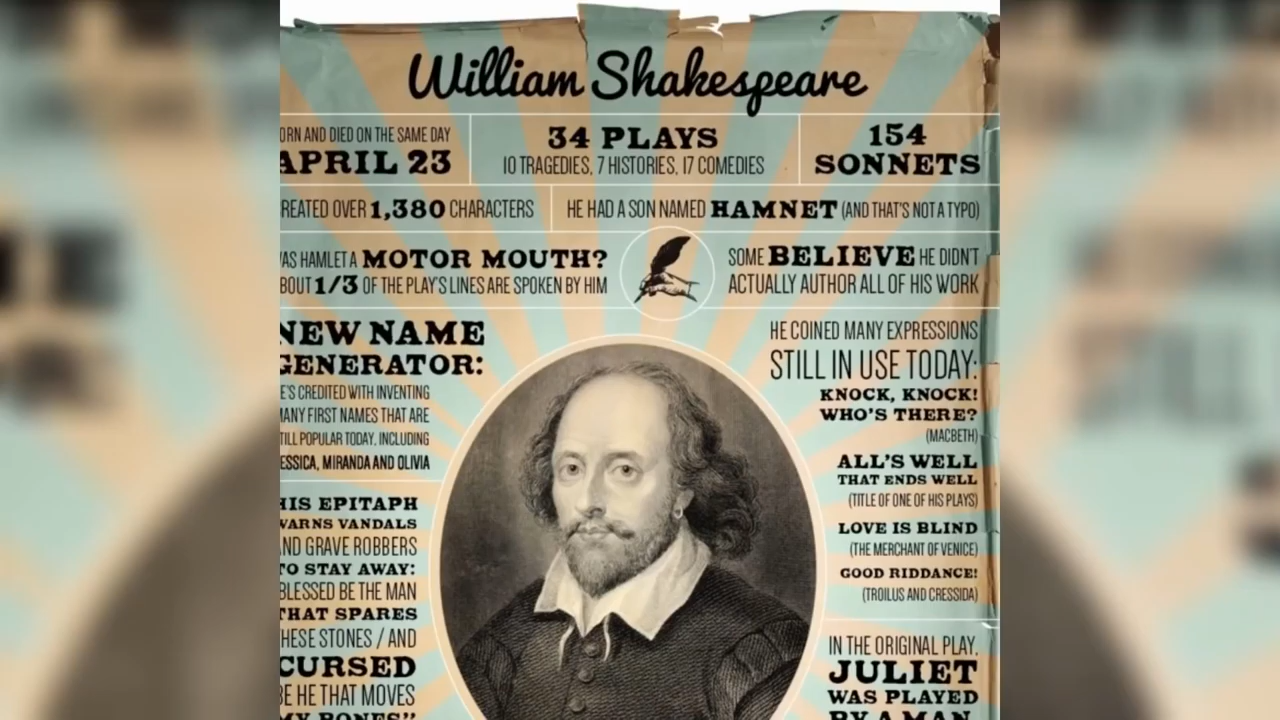 William Shakespeare
ORN AND DIED ON THE SAME DAY
APRIL 23
34 PLAYS
10 TRAGEDIES, 7 HISTORIES, 17 COMEDIES
154
SONNETS
REATED OVER 1,380 CHARACTERS
HE HAD A SON NAMED HAMNET (AND THAT'S NOT A TYPO)
AS HAMLET A MOTOR MOUTH?
BOUT 1/3 OF THE PLAY'S LINES ARE SPOKEN BY HIM
SOME BELIEVE HE DIDN'T
ACTUALLY AUTHOR ALL OF HIS WORK
NEW NAME
GENERATOR:
E'S CREDITED WITH INVENTING
MANY FIRST NAMES THAT ARE
TILL POPULAR TODAY, INCLUDING
ESSICA, MIRANDA AND OLIVIA
HIS EPITAPH
WARNS VANDALS
AND GRAVE ROBBERS
TO STAY AWAY:
BLESSED BE THE MAN
THAT SPARES
HESE STONES / AND
CURSED
BE HE THAT MOVES
MY BONES"
HE COINED MANY EXPRESSIONS
STILL IN USE TODAY:
KNOCK, KNOCK!
WHO'S THERE?
(MACBETH)
ALL'S WELL
THAT ENDS WELL
(TITLE OF ONE OF HIS PLAYS)
LOVE IS BLIND
(THE MERCHANT OF VENICE)
GOOD RIDDANCE!
(TROILUS AND CRESSIDA)
IN THE ORIGINAL PLAY,
JULIET
WAS PLAYED
BY A MAN